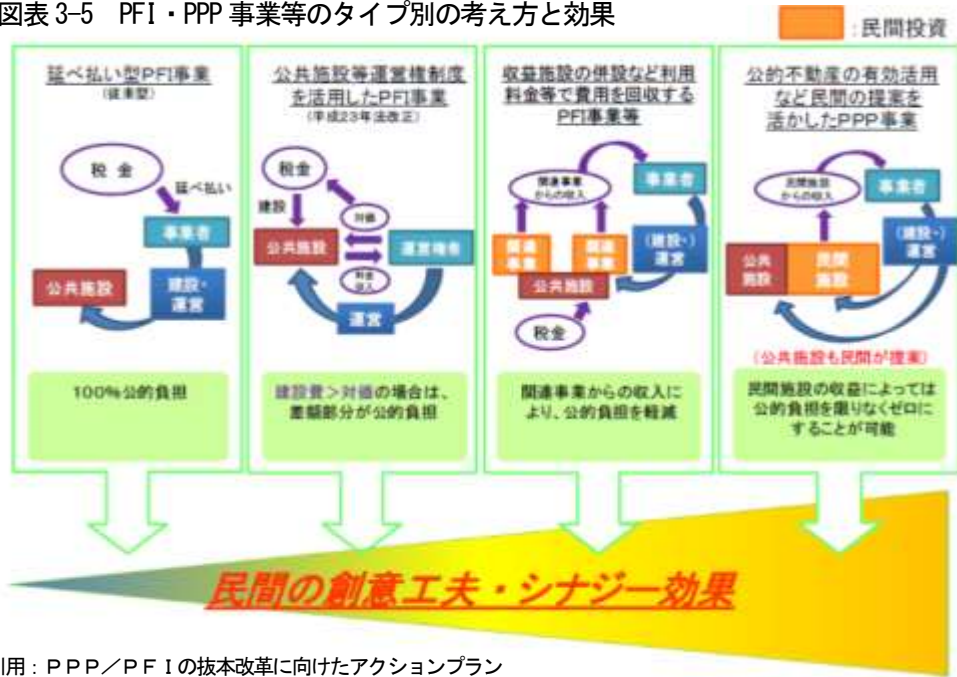 図表 3-5 PFI・PPP 事業等のタイプ別の考え方と効果
:民間投資
延べ払い型PFI事業
(従来型)
税 金
延べ払い
事業者
公共施設
建設・
運営
100%公的負担
公共施設等運営権制度
を活用したPFI事業
(平成23年法改正)
税金
建設
対価
公共施設
運営権者
料金
収入
運営
建設費>対価の場合は、
差額部分が公的負担
収益施設の併設など利用
料金等で費用を回収する
PFI事業等
関連事業
からの収入
事業者
関連
事業
関連
事業
(建設・)
運営
公共施設
税金
関連事業からの収入に
より、公的負担を軽減
公的不動産の有効活用
など民間の提案を
活かしたPPP事業
民間施設
からの収入
事業者
公共
施設
民間
施設
(建設・)
運営
(公共施設も民間が提案)
民間施設の収益によっては
公的負担を限りなくゼロに
することが可能
民間の創意工夫・シナジー効果
用：ＰＰＰ／ＰＦＩの抜本改革に向けたアクションプラン